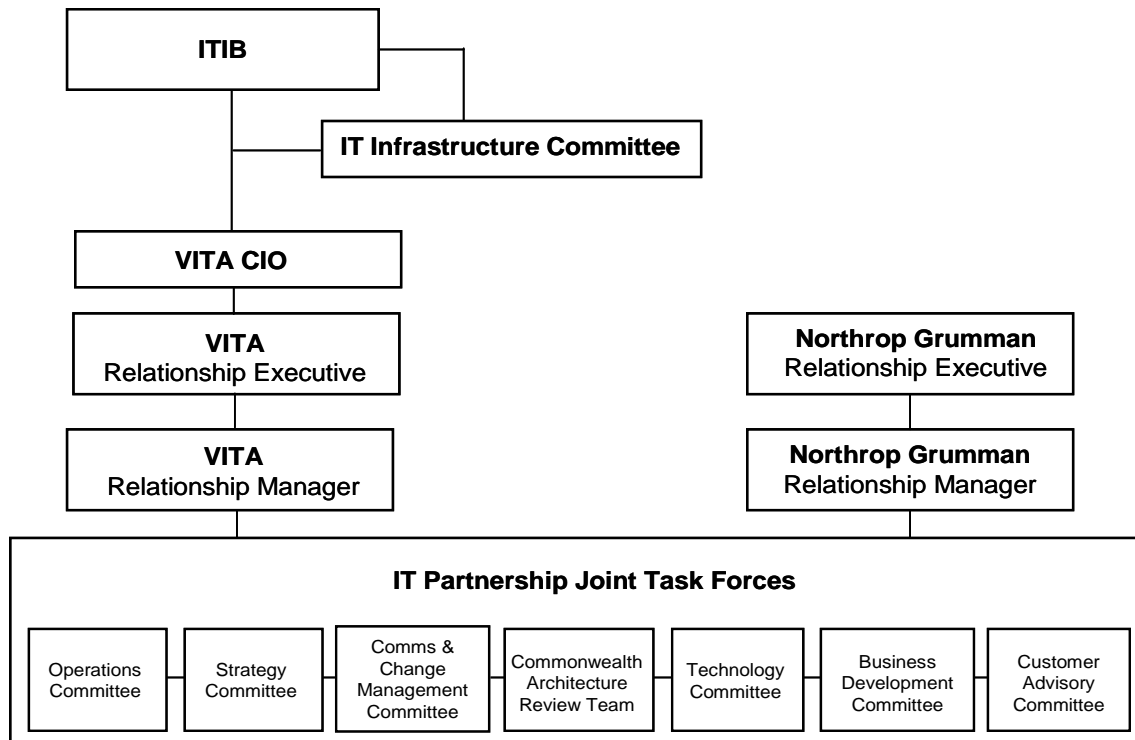 ITIB
IT Infrastructure Committee
VITA CIO
VITA
Relationship Executive
Northrop Grumman
Relationship Executive
VITA
Relationship Manager
Northrop Grumman
Relationship Manager
IT Partnership Joint Task Forces
Operations
Committee
Strategy
Committee
Comms &
Change
Management
Committee
Commonwealth
Architecture
Review Team
Technology
Committee
Business
Development
Committee
Customer
Advisory
Committee